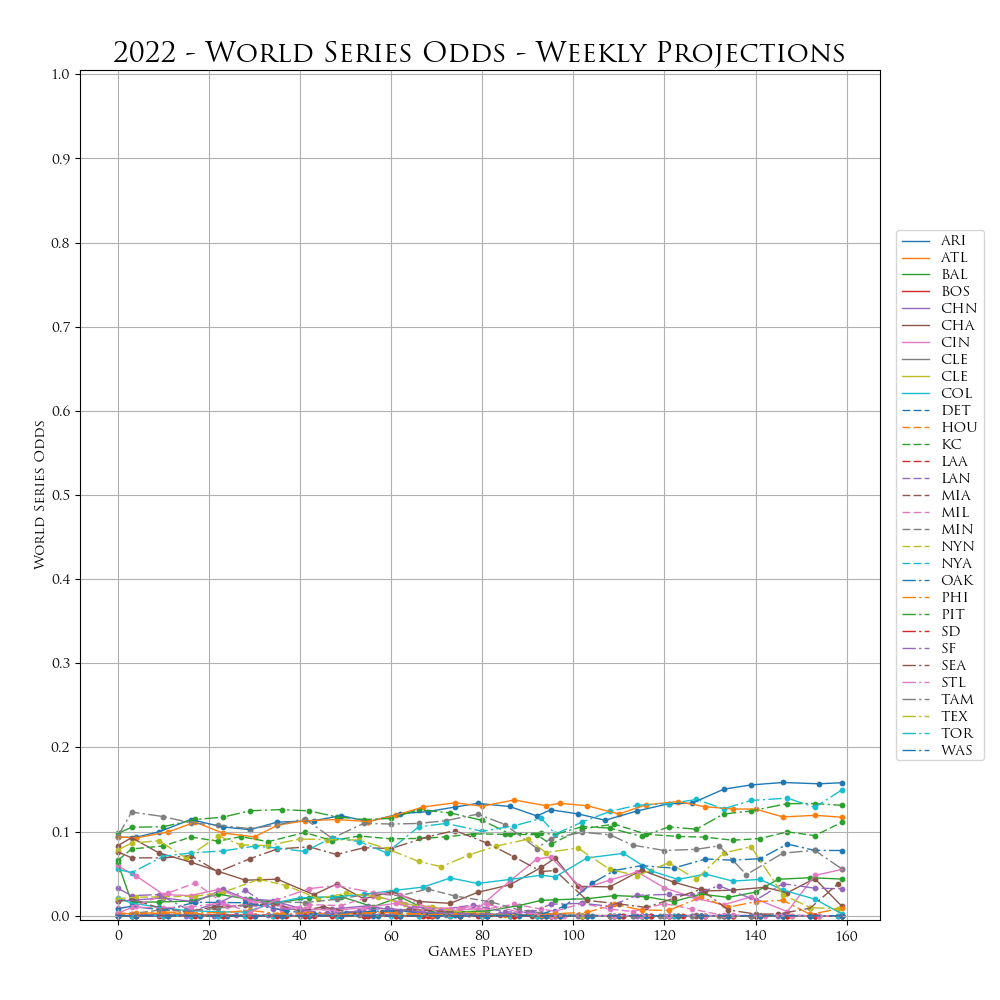 2022 - World Series Odds - Weekly Projections
1.0
0.9
0.8
0.7
0.6
0.5
0.4
0.3
0.2
0.1
0.0
World Series Odds
0 20 40 60 80 100 120 140 160
Games Played
ARI
ATL
BAL
BOS
CHN
CHA
CIN
CLE
CLE
COL
DET
HOU
KC
LAA
LAN
MIA
MIL
MIN
NYN
NYA
OAK
PHI
PIT
SD
SF
SEA
STL
TAM
TEX
TOR
WAS